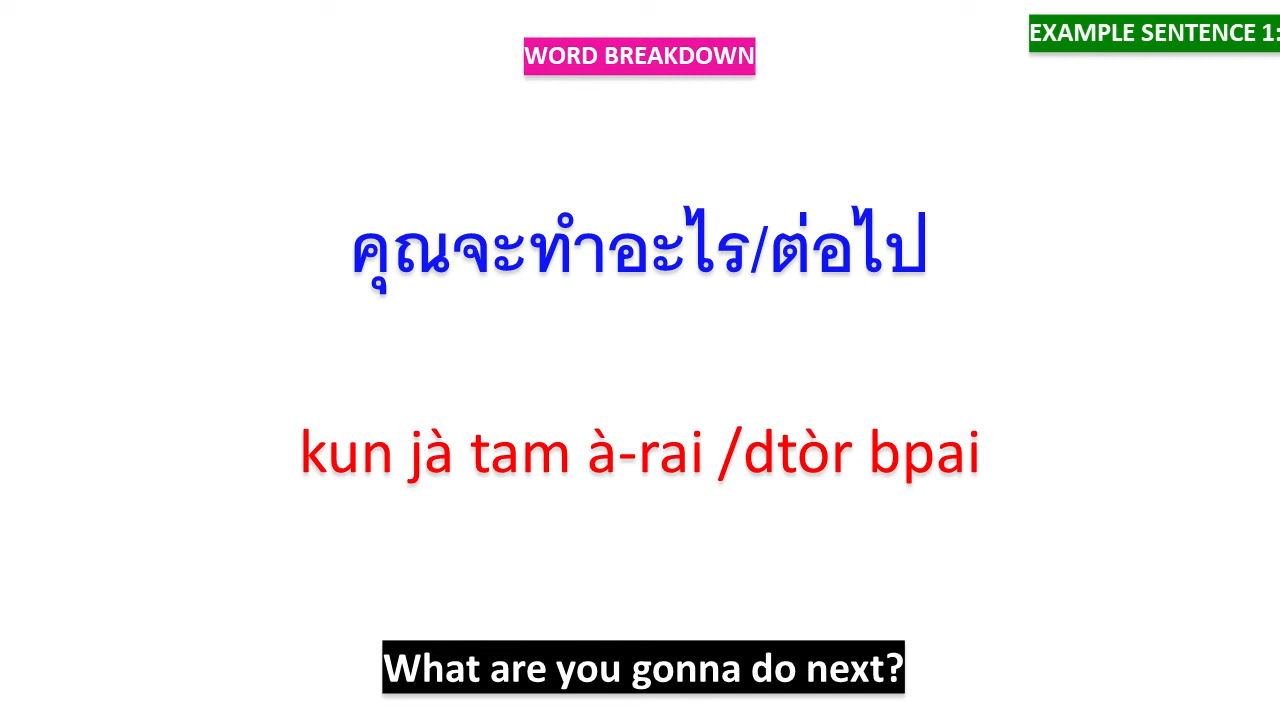 EXAMPLE SENTENCE 1:
WORD BREAKDOWN
คุณจะทำอะไร/ต่อไป
kun jà tam à-rai /dtòr bpai
What are you gonna do next?